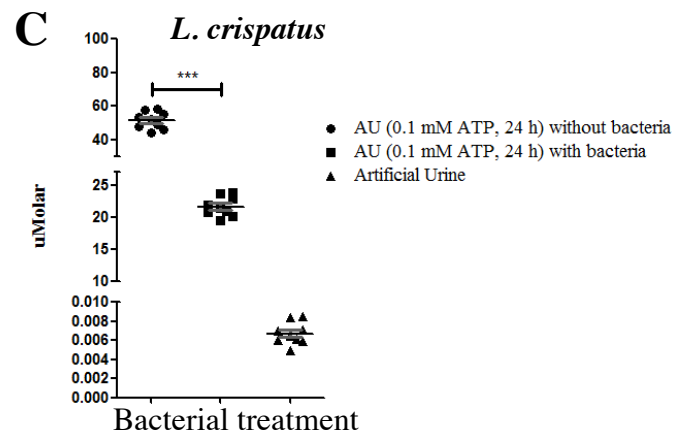 C
L. crispatus
100
80
60
40
25
20
15
10
0.010
0.008
0.006
0.004
0.002
0.000
uMolar
***
AU (0.1 mM ATP, 24 h) without bacteria
AU (0.1 mM ATP, 24 h) with bacteria
Artificial Urine
Bacterial treatment